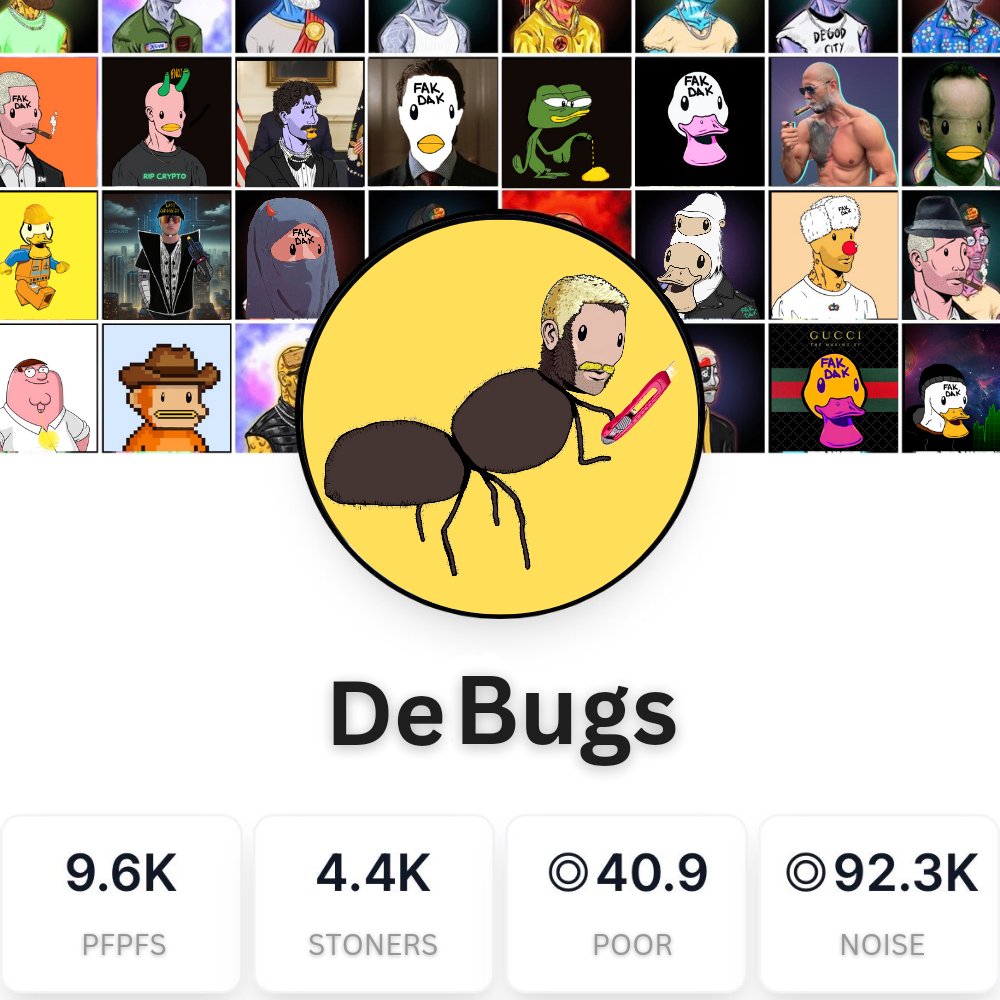 DEGOD
CITY
FAK
DAK
RIP CRYPTO
FAK
DAK
FAK
DAK
FAK
DAK
FAK
DAK
GUCCI
FAK
DAK
FAK
DAK
DeBugs
9.6K
4.4K
◎40.9
◎92.3K
PFPFS
STONERS
POOR
NOISE